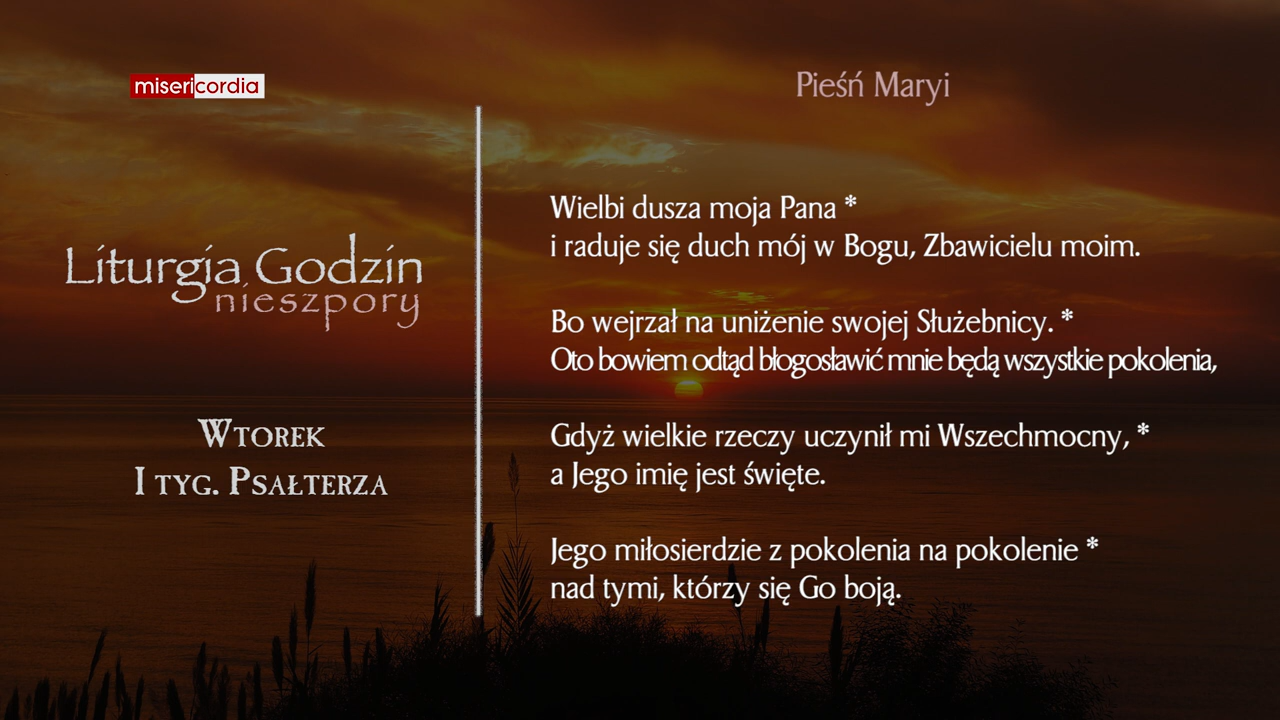 misericordia
Liturgia Godzin
nieszpory
Wtorek
I tyg. Psałterza
Pieśń Maryi
Wielbi dusza moja Pana *
i raduje się duch mój w Bogu, Zbawicielu moim.
Bo wejrzał na uniżenie swojej Służebnicy. *
Oto bowiem odtąd błogosławić mnie będą wszystkie pokolenia,
Gdyż wielkie rzeczy uczynił mi Wszechmocny, *
a Jego imię jest święte.
Jego miłosierdzie z pokolenia na pokolenie *
nad tymi, którzy się Go boją.